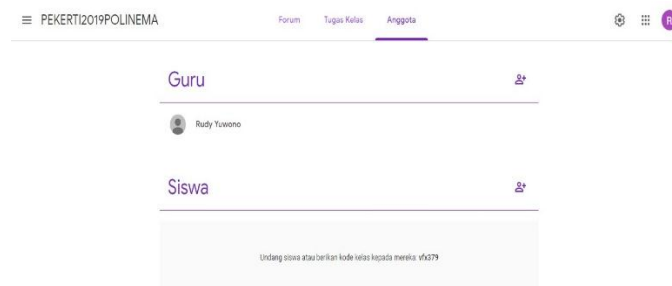 PEKERTI2019POLINEMA
Forum Tugas Kelas Anggota
R
Guru
Rudy Yuwono
Siswa
Undang siswa atau berikan kode kelas kepada mereka: vfx379